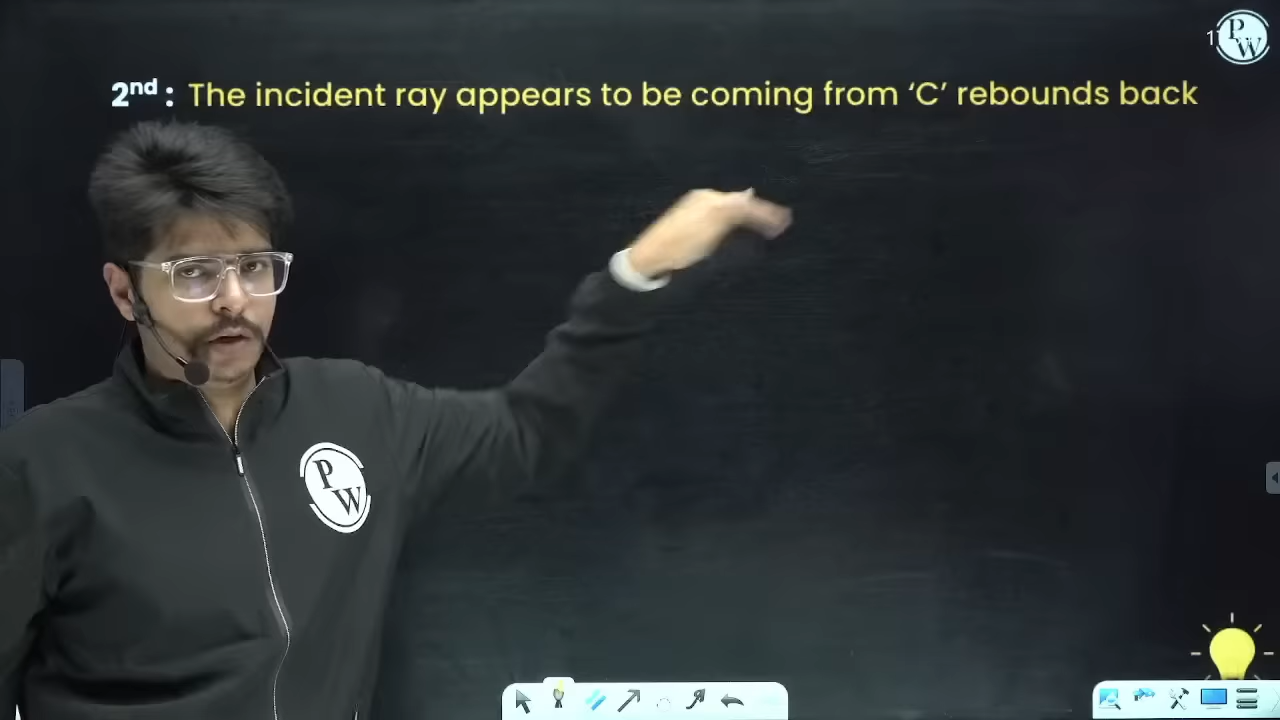 2nd : The incident ray appears to be coming from ‘C’ rebounds back
P
W
P
W